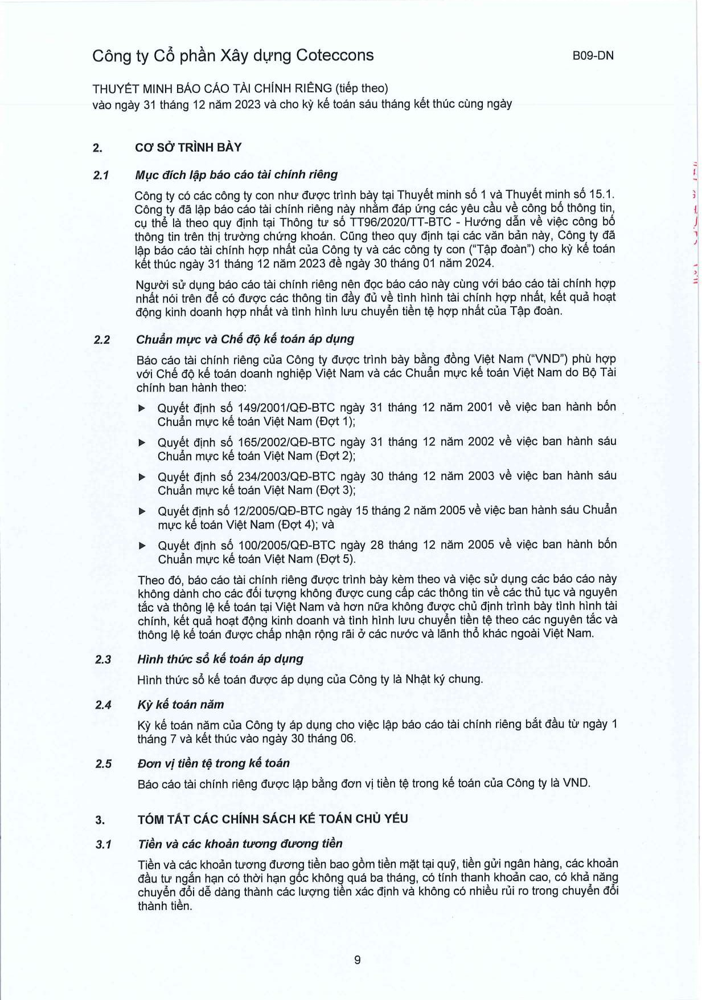 Công ty Cổ phần Xây dựng Coteccons
B09-DN
THUYẾT MINH BÁO CÁO TÀI CHÍNH RIÊNG (tiếp theo)
vào ngày 31 tháng 12 năm 2023 và cho kỳ kế toán sáu tháng kết thúc cùng ngày
2. CƠ SỞ TRÌNH BÀY
2.1 Mục đích lập báo cáo tài chính riêng
Công ty có các công ty con như được trình bày tại Thuyết minh số 1 và Thuyết minh số 15.1.
Công ty đã lập báo cáo tài chính riêng này nhằm đáp ứng các yêu cầu về công bố thông tin,
cụ thể là theo quy định tại Thông tư số TT96/2020/TT-BTC - Hướng dẫn về việc công bố
thông tin trên thị trường chứng khoán. Cũng theo quy định tại các văn bản này, Công ty đã
lập báo cáo tài chính hợp nhất của Công ty và các công ty con (“Tập đoàn”) cho kỳ kế toán
kết thúc ngày 31 tháng 12 năm 2023 đề ngày 30 tháng 01 năm 2024.
Người sử dụng báo cáo tài chính riêng nên đọc báo cáo này cùng với báo cáo tài chính hợp
nhất nói trên để có được các thông tin đầy đủ về tình hình tài chính hợp nhất, kết quả hoạt
động kinh doanh hợp nhất và tình hình lưu chuyển tiền tệ hợp nhất của Tập đoàn.
2.2 Chuẩn mực và Chế độ kế toán áp dụng
Báo cáo tài chính riêng của Công ty được trình bày bằng đồng Việt Nam (“VND”) phù hợp
với Chế độ kế toán doanh nghiệp Việt Nam và các Chuẩn mực kế toán Việt Nam do Bộ Tài
chính ban hành theo:
► Quyết định số 149/2001/QĐ-BTC ngày 31 tháng 12 năm 2001 về việc ban hành bốn
Chuẩn mực kế toán Việt Nam (Đợt 1);
► Quyết định số 165/2002/QĐ-BTC ngày 31 tháng 12 năm 2002 về việc ban hành sáu
Chuẩn mực kế toán Việt Nam (Đợt 2);
► Quyết định số 234/2003/QĐ-BTC ngày 30 tháng 12 năm 2003 về việc ban hành sáu
Chuẩn mực kế toán Việt Nam (Đợt 3);
► Quyết định số 12/2005/QĐ-BTC ngày 15 tháng 2 năm 2005 về việc ban hành sáu Chuẩn
mực kế toán Việt Nam (Đợt 4); và
► Quyết định số 100/2005/QĐ-BTC ngày 28 tháng 12 năm 2005 về việc ban hành bốn
Chuẩn mực kế toán Việt Nam (Đợt 5).
Theo đó, báo cáo tài chính riêng được trình bày kèm theo và việc sử dụng các báo cáo này
không dành cho các đối tượng không được cung cấp các thông tin về các thủ tục và nguyên
tắc và thông lệ kế toán tại Việt Nam và hơn nữa không được chủ định trình bày tình hình tài
chính, kết quả hoạt động kinh doanh và tình hình lưu chuyển tiền tệ theo các nguyên tắc và
thông lệ kế toán được chấp nhận rộng rãi ở các nước và lãnh thổ khác ngoài Việt Nam.
2.3 Hình thức sổ kế toán áp dụng
Hình thức sổ kế toán được áp dụng của Công ty là Nhật ký chung.
2.4 Kỳ kế toán năm
Kỳ kế toán năm của Công ty áp dụng cho việc lập báo cáo tài chính riêng bắt đầu từ ngày 1
tháng 7 và kết thúc vào ngày 30 tháng 06.
2.5 Đơn vị tiền tệ trong kế toán
Báo cáo tài chính riêng được lập bằng đơn vị tiền tệ trong kế toán của Công ty là VND.
3. TÓM TẮT CÁC CHÍNH SÁCH KẾ TOÁN CHỦ YẾU
3.1 Tiền và các khoản tương đương tiền
Tiền và các khoản tương đương tiền bao gồm tiền mặt tại quỹ, tiền gửi ngân hàng, các khoản
đầu tư ngắn hạn có thời hạn gốc không quá ba tháng, có tính thanh khoản cao, có khả năng
chuyển đổi dễ dàng thành các lượng tiền xác định và không có nhiều rủi ro trong chuyển đổi
thành tiền.
9